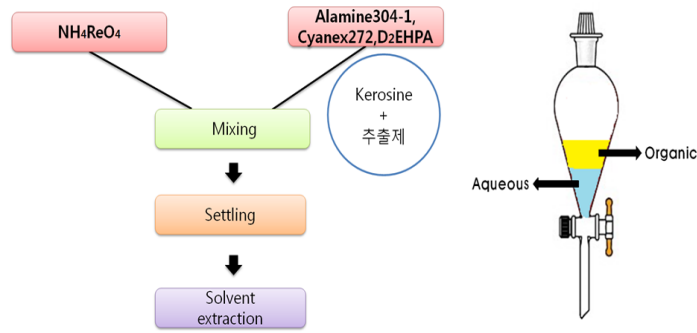 NH4ReO4
Alamine304-1,
Cyanex272,D2EHPA
Kerosine
+
추출제
Mixing
Settling
Solvent
extraction
Organic
Aqueous